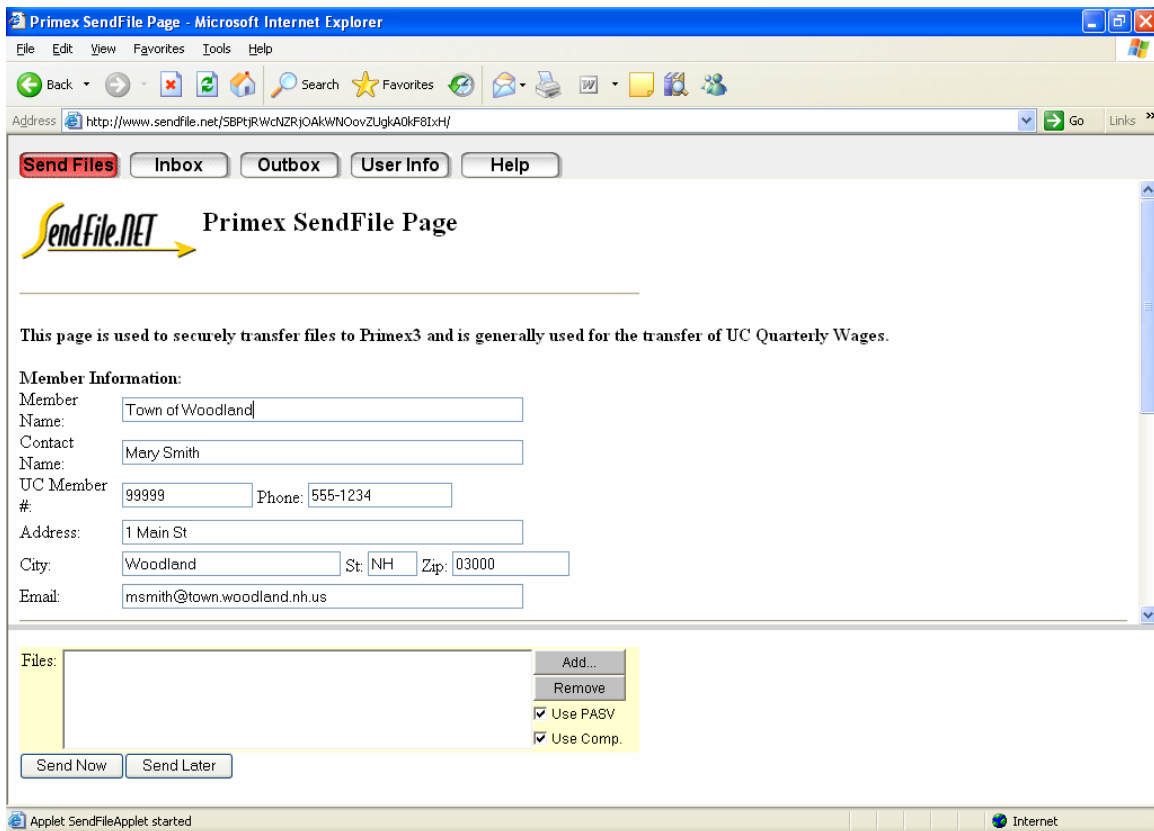 Primex SendFile Page - Microsoft Internet Explorer
File Edit View Favorites Tools Help
Back Search Favorites W
Address http://www.sendfile.net/SBPtjRWcNZRjOAkWNOovZUgkA0kF8IxH/ Go Links »
Send Files Inbox Outbox User Info Help
SendFile.NET Primex SendFile Page
This page is used to securely transfer files to Primex3 and is generally used for the transfer of UC Quarterly Wages.
Member Information:
Member
Name: Town of Woodland
Contact
Name: Mary Smith
UC Member
#: 99999 Phone: 555-1234
Address: 1 Main St
City: Woodland St: NH Zip: 03000
Email: msmith@town.woodland.nh.us
Files: Add...
Remove
Use PASV
Use Comp.
Send Now Send Later
Applet SendFileApplet started Internet